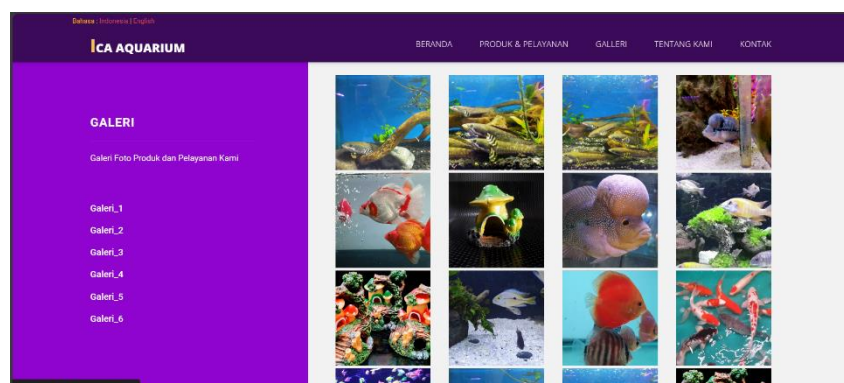 Bahasa : Indonesia | English
ICA AQUARIUM
BERANDA PRODUK & PELAYANAN GALLERI TENTANG KAMI KONTAK
GALERI
Galeri Foto Produk dan Pelayanan Kami
Galeri_1
Galeri_2
Galeri_3
Galeri_4
Galeri_5
Galeri_6